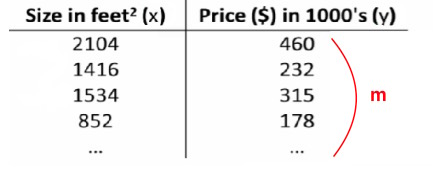 Size in feet² (x) Price ($) in 1000's (y)
2104 460
1416 232
1534 315 m
852 178
... ...